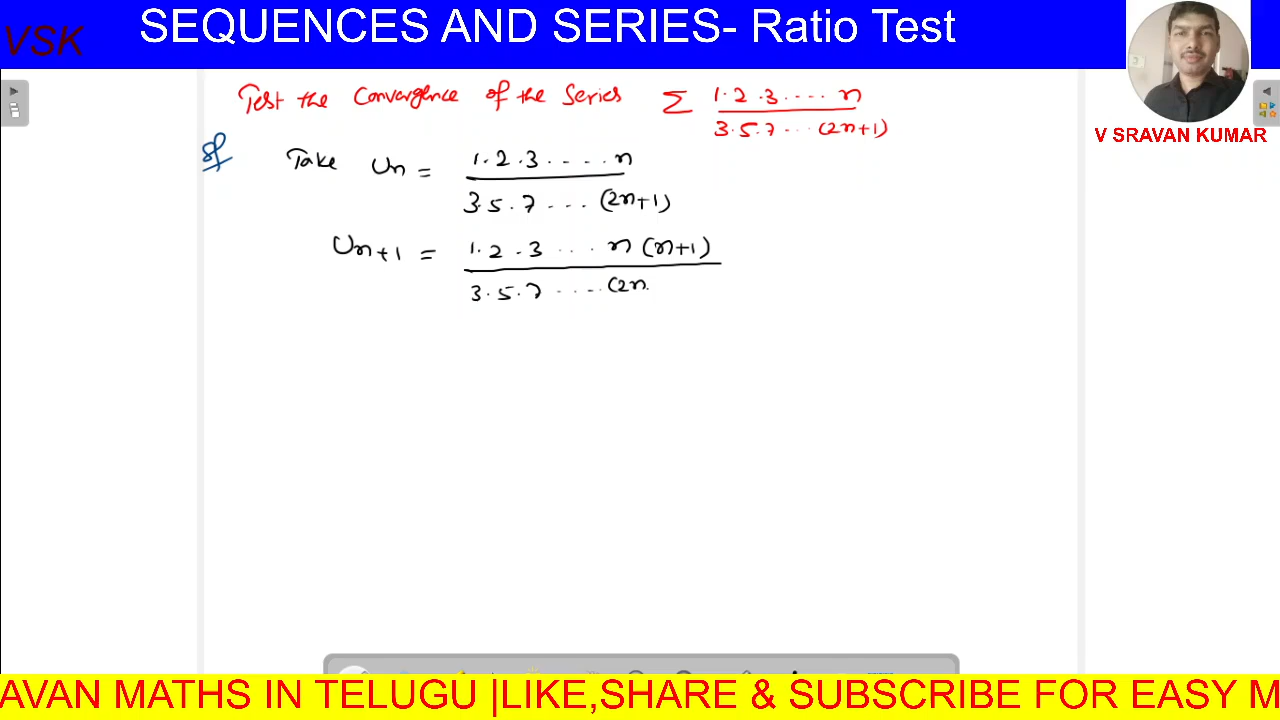 VSK
SEQUENCES AND SERIES- Ratio Test
V SRAVAN KUMAR
Test the Convergence of the Series Σ 1.2.3....n
3.5.7...(2n+1)
Sol
Take Un = 1.2.3....n
3.5.7...(2n+1)
Un+1 = 1.2.3....n(n+1)
3.5.7....(2n
AVAN MATHS IN TELUGU |LIKE,SHARE & SUBSCRIBE FOR EASY M